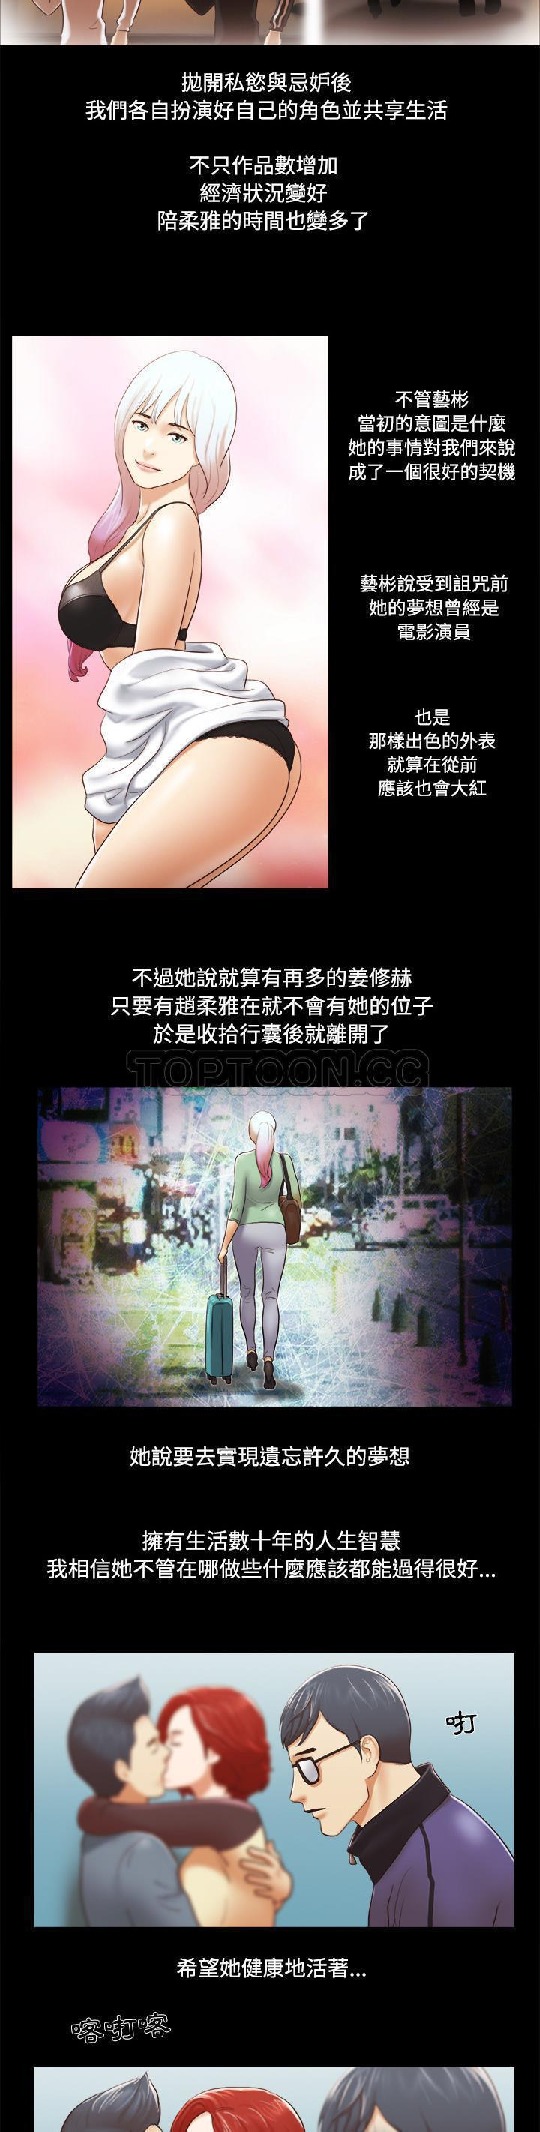 拋開私慾與忌妒後
我們各自扮演好自己的角色並共享生活
不只作品數增加
經濟狀況變好
陪柔雅的時間也變多了
不管藝彬
當初的意圖是什麼
她的事情對我們來說
成了一個很好的契機
藝彬說受到詛咒前
她的夢想曾經是
電影演員
也是
那樣出色的外表
就算在從前
應該也會大紅
不過她說就算有再多的姜修赫
只要有趙柔雅在就不會有她的位子
於是收拾行囊後就離開了
TOPTOON.CC
她說要去實現遺忘許久的夢想
擁有生活數十年的人生智慧
我相信她不管在哪做些什麼應該都能過得很好...
啪
希望她健康地活著...
喀啪喀